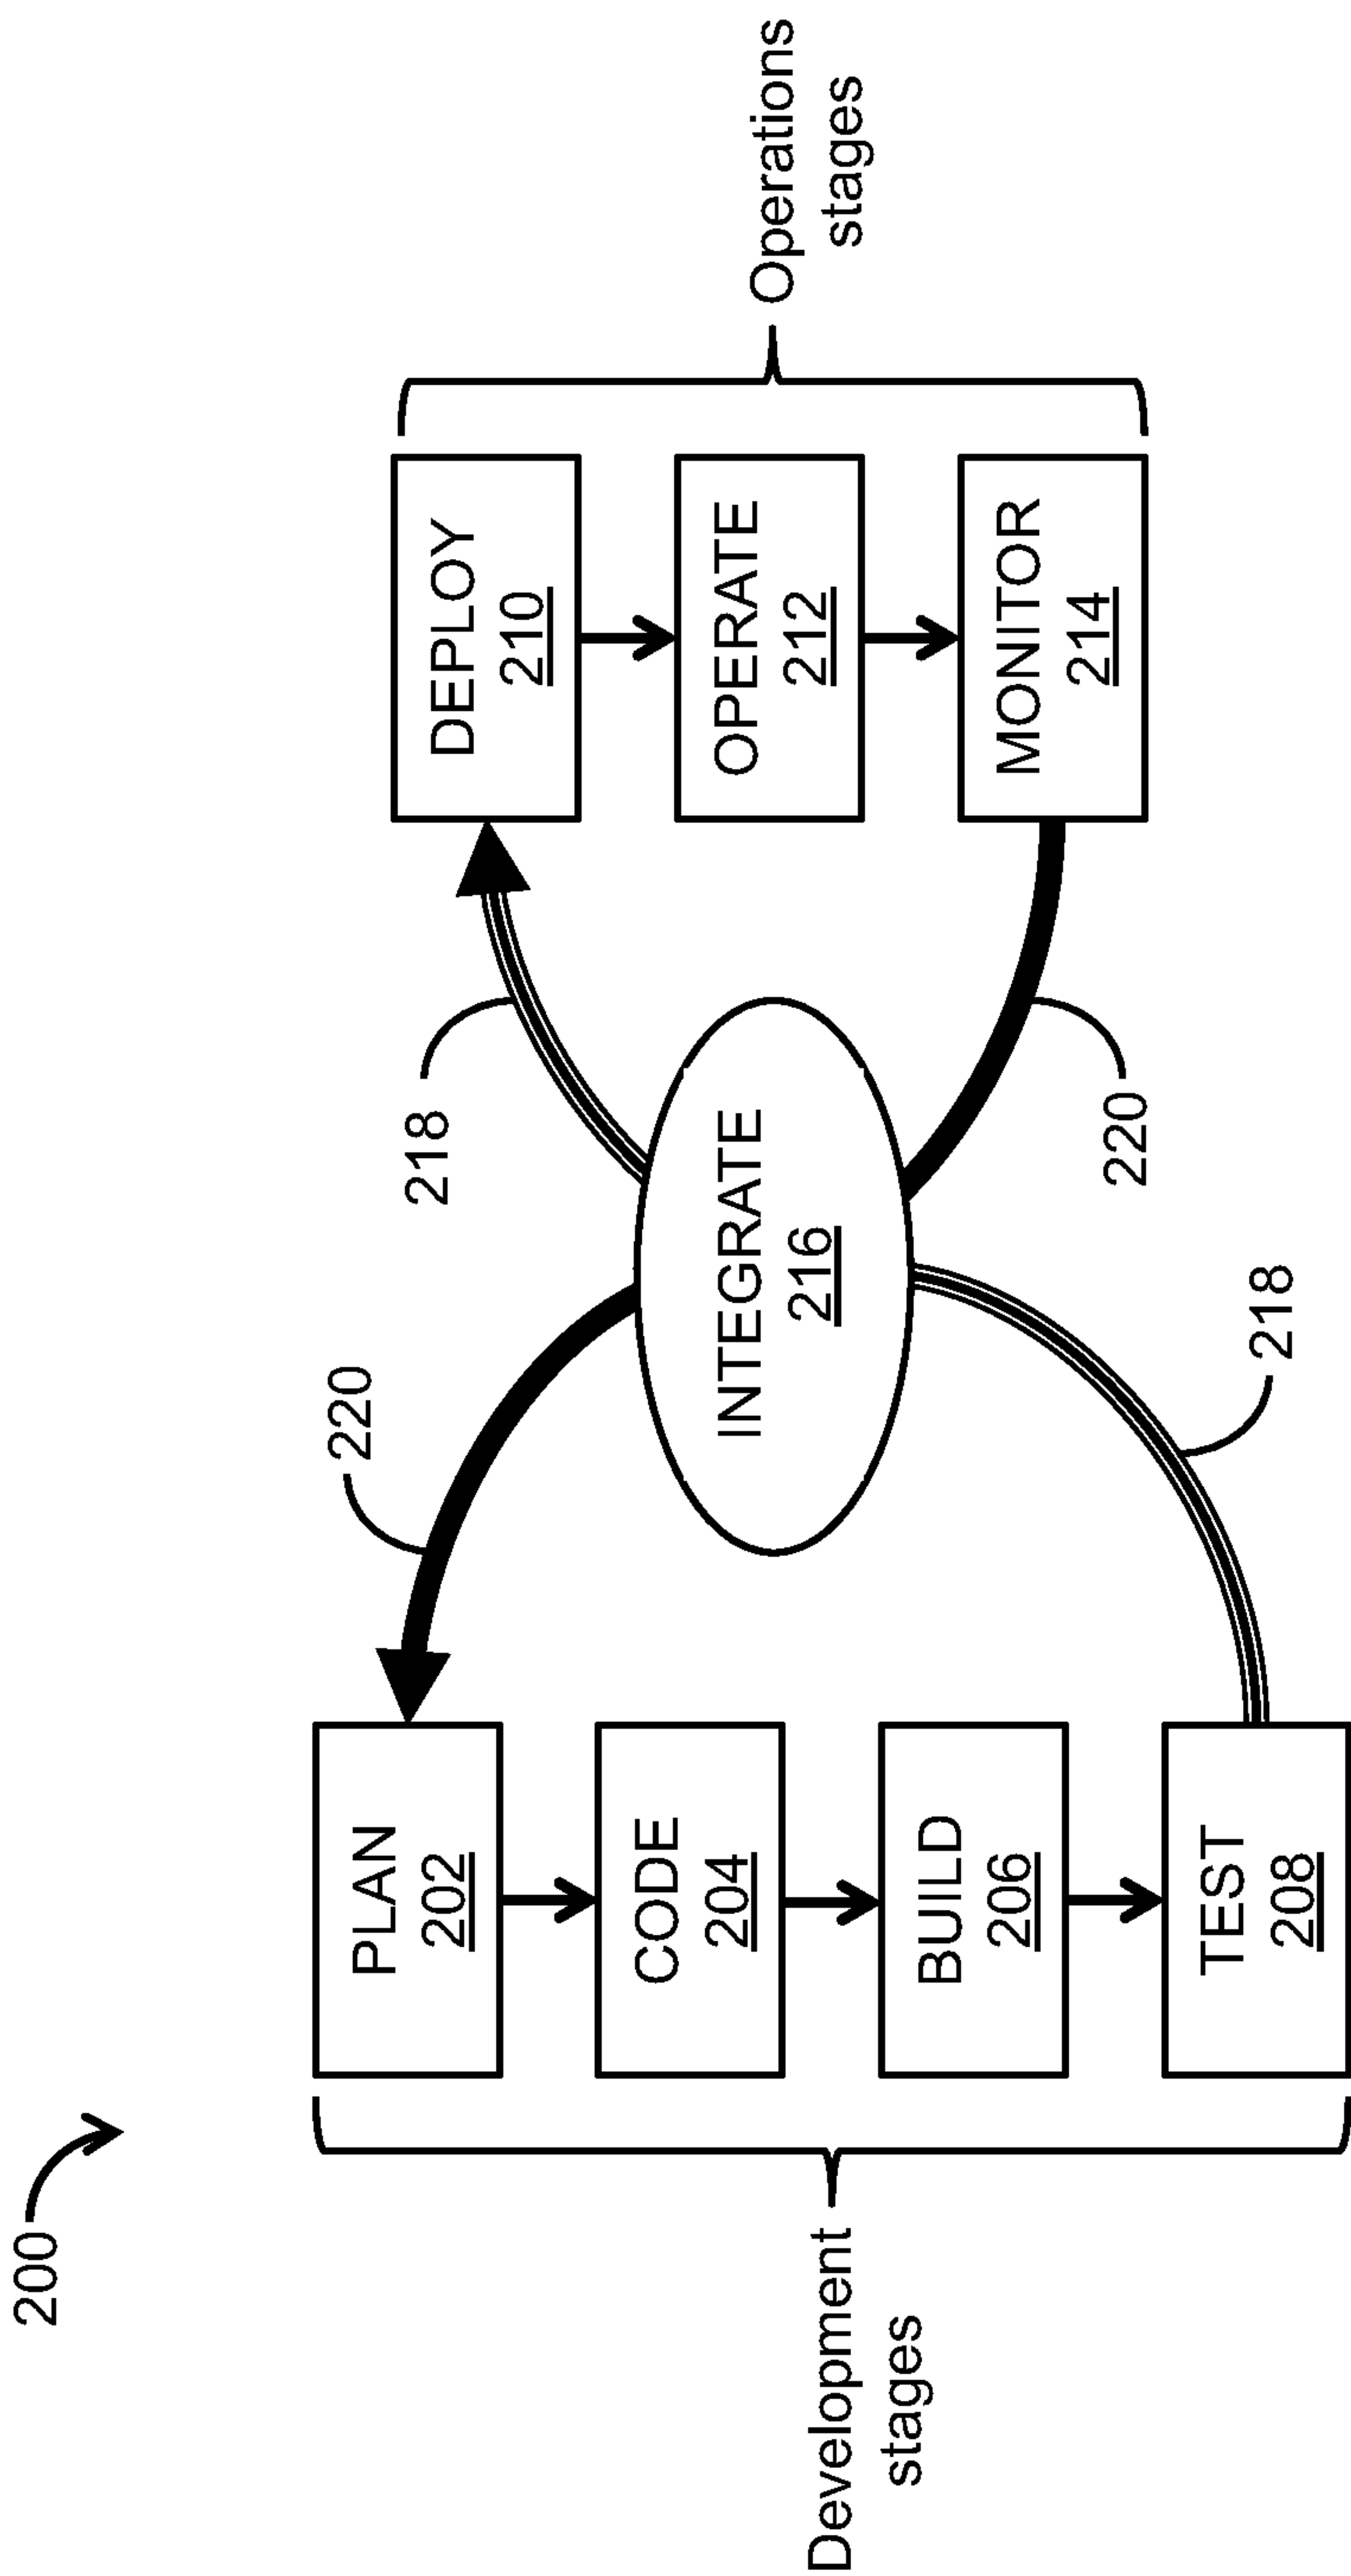 200
Development
stages
PLAN
202
CODE
204
BUILD
206
TEST
208
220
218
INTEGRATE
216
218
220
DEPLOY
210
OPERATE
212
MONITOR
214
Operations
stages